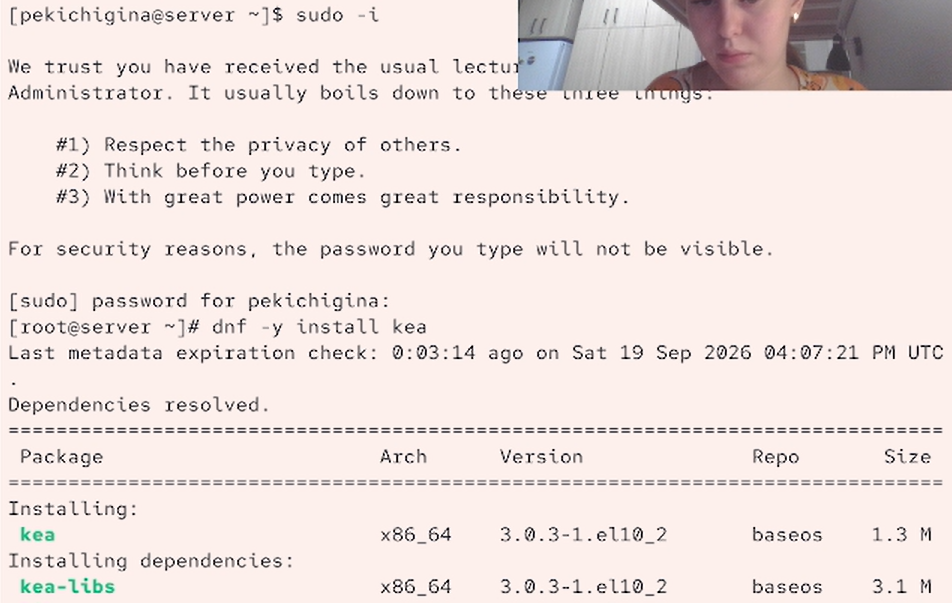 [pekichigina@server ~]$ sudo -i
We trust you have received the usual
Administrator. It usually boils down to these three things:
#1) Respect the privacy of others.
#2) Think before you type.
#3) With great power comes great responsibility.
For security reasons, the password you type will not be visible.
[sudo] password for pekichigina:
[root@server ~]# dnf -y install kea
Last metadata expiration check: 0:03:14 ago on Sat 19 Sep 2026 04:07:21 PM UTC
.
Dependencies resolved.
================================================================================
Package Arch Version Repo Size
================================================================================
Installing:
kea x86_64 3.0.3-1.el10_2 baseos 1.3 M
Installing dependencies:
kea-libs x86_64 3.0.3-1.el10_2 baseos 3.1 M